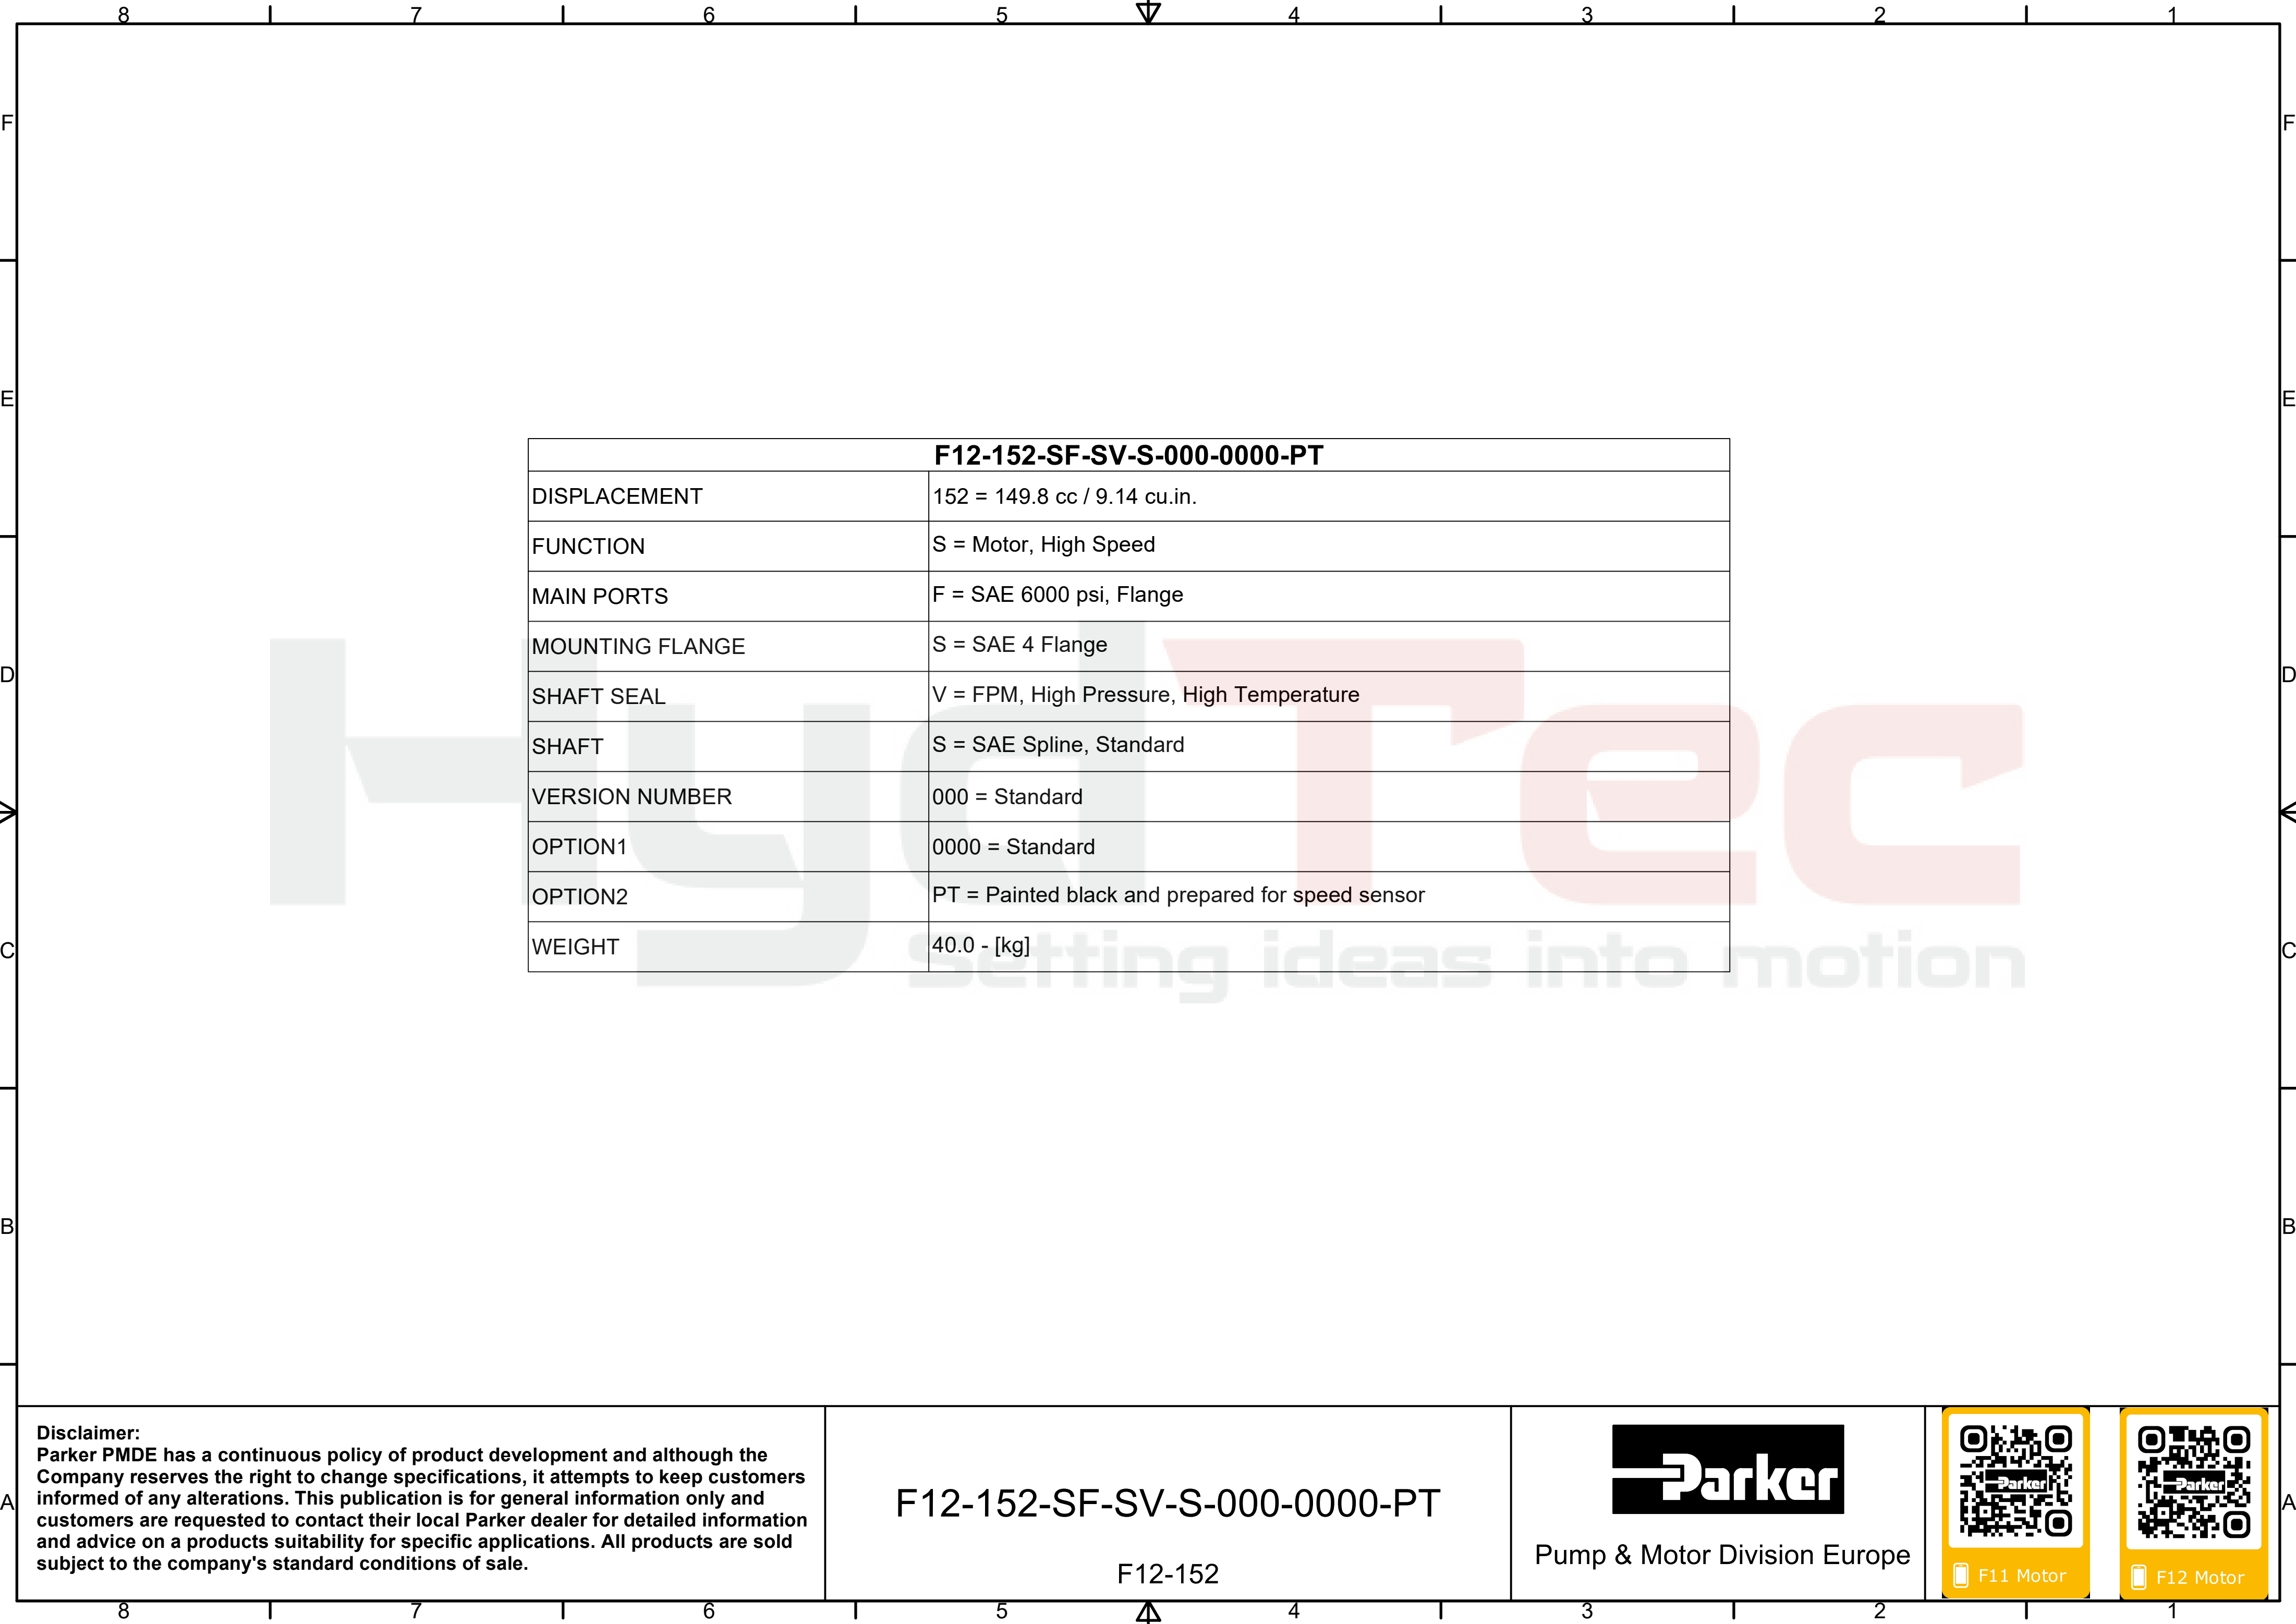 8 7 6 5 4 3 2 1
F F
E E
D D
C C
B B
A A
F12-152-SF-SV-S-000-0000-PT
DISPLACEMENT 152 = 149.8 cc / 9.14 cu.in.
FUNCTION S = Motor, High Speed
MAIN PORTS F = SAE 6000 psi, Flange
MOUNTING FLANGE S = SAE 4 Flange
SHAFT SEAL V = FPM, High Pressure, High Temperature
SHAFT S = SAE Spline, Standard
VERSION NUMBER 000 = Standard
OPTION1 0000 = Standard
OPTION2 PT = Painted black and prepared for speed sensor
WEIGHT 40.0 - [kg]
HydTec
Setting ideas into motion
Disclaimer:
Parker PMDE has a continuous policy of product development and although the
Company reserves the right to change specifications, it attempts to keep customers
informed of any alterations. This publication is for general information only and
customers are requested to contact their local Parker dealer for detailed information
and advice on a products suitability for specific applications. All products are sold
subject to the company's standard conditions of sale.
F12-152-SF-SV-S-000-0000-PT
F12-152
Parker
Pump & Motor Division Europe
Parker
F11 Motor
Parker
F12 Motor
8 7 6 5 4 3 2 1